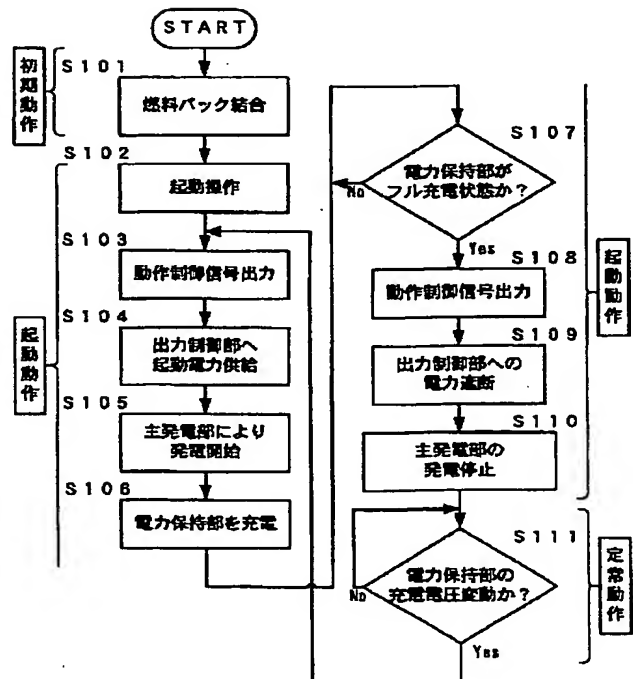 START
初期動作
S101
燃料パック結合
S102
起動操作
S103
動作制御信号出力
起動動作
S104
出力制御部へ
起動電力供給
S105
主発電部により
発電開始
S106
電力保持部を充電
S107
電力保持部が
フル充電状態か?
No
Yes
S108
動作制御信号出力
起動動作
S109
出力制御部への
電力遮断
S110
主発電部の
発電停止
S111
電力保持部の
充電電圧変動か?
No
Yes
定常動作